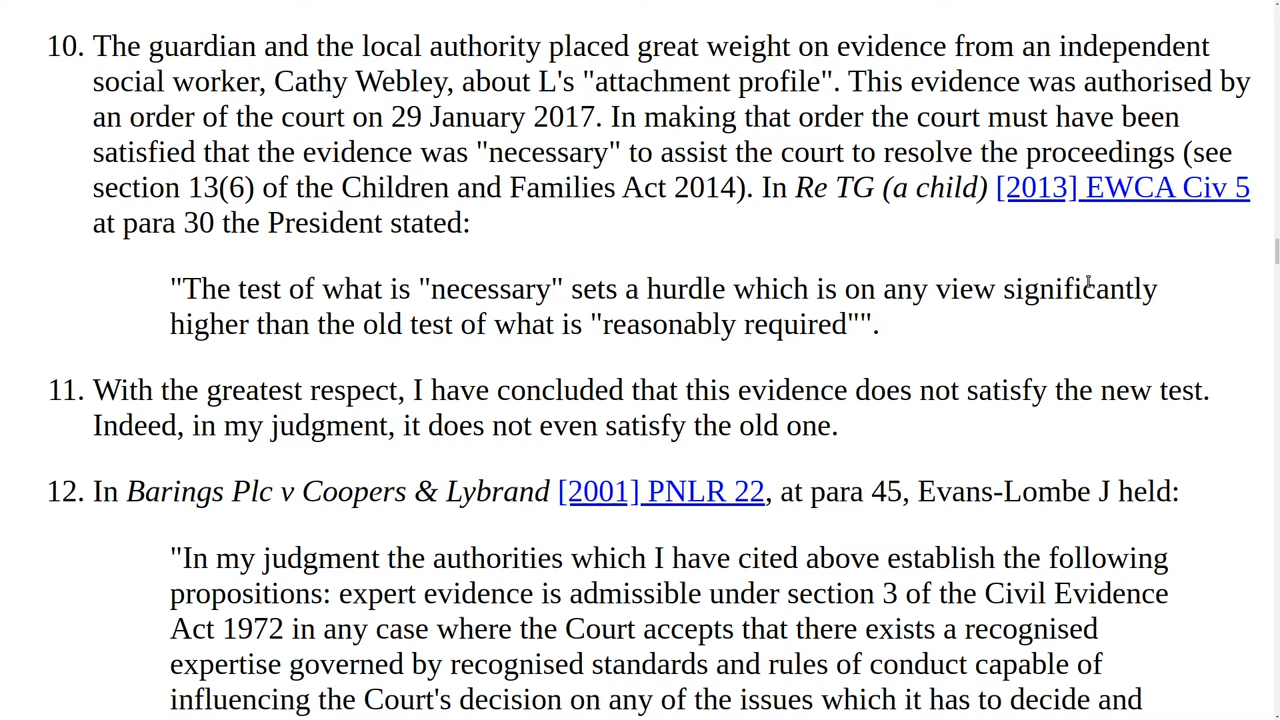 10. The guardian and the local authority placed great weight on evidence from an independent
social worker, Cathy Webley, about L's "attachment profile". This evidence was authorised by
an order of the court on 29 January 2017. In making that order the court must have been
satisfied that the evidence was "necessary" to assist the court to resolve the proceedings (see
section 13(6) of the Children and Families Act 2014). In Re TG (a child) [2013] EWCA Civ 5
at para 30 the President stated:
"The test of what is "necessary" sets a hurdle which is on any view significantly
higher than the old test of what is "reasonably required"".
11. With the greatest respect, I have concluded that this evidence does not satisfy the new test.
Indeed, in my judgment, it does not even satisfy the old one.
12. In Barings Plc v Coopers & Lybrand [2001] PNLR 22, at para 45, Evans-Lombe J held:
"In my judgment the authorities which I have cited above establish the following
propositions: expert evidence is admissible under section 3 of the Civil Evidence
Act 1972 in any case where the Court accepts that there exists a recognised
expertise governed by recognised standards and rules of conduct capable of
influencing the Court's decision on any of the issues which it has to decide and